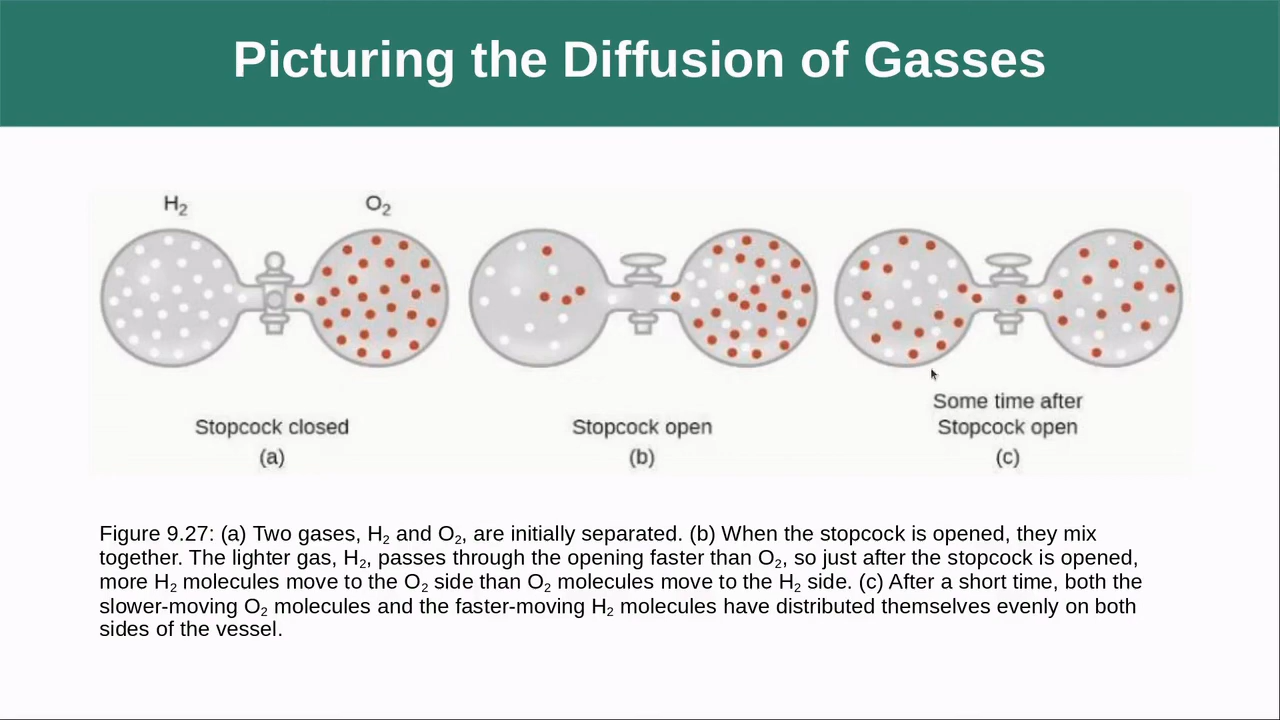 Picturing the Diffusion of Gasses
H₂ O₂
Stopcock closed
(a)
Stopcock open
(b)
Some time after
Stopcock open
(c)
Figure 9.27: (a) Two gases, H₂ and O₂, are initially separated. (b) When the stopcock is opened, they mix
together. The lighter gas, H₂, passes through the opening faster than O₂, so just after the stopcock is opened,
more H₂ molecules move to the O₂ side than O₂ molecules move to the H₂ side. (c) After a short time, both the
slower-moving O₂ molecules and the faster-moving H₂ molecules have distributed themselves evenly on both
sides of the vessel.